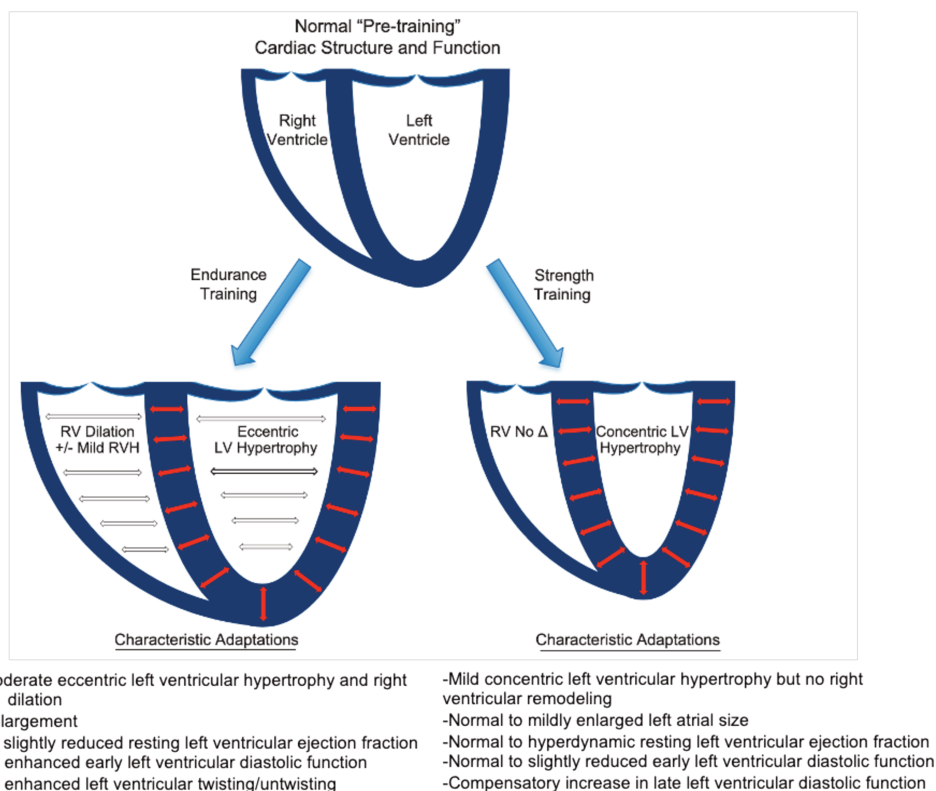 Normal “Pre-training”
Cardiac Structure and Function
Right
Ventricle
Left
Ventricle
Endurance
Training
Strength
Training
RV Dilation
+/- Mild RVH
Eccentric
LV Hypertrophy
RV No Δ
Concentric LV
Hypertrophy
Characteristic Adaptations
Characteristic Adaptations
eccentric left ventricular hypertrophy and right
dilation
slightly reduced resting left ventricular ejection fraction
enhanced early left ventricular diastolic function
enhanced left ventricular twisting/untwisting
-Mild concentric left ventricular hypertrophy but no right
ventricular remodeling
-Normal to mildly enlarged left atrial size
-Normal to hyperdynamic resting left ventricular ejection fraction
-Normal to slightly reduced early left ventricular diastolic function
-Compensatory increase in late left ventricular diastolic function